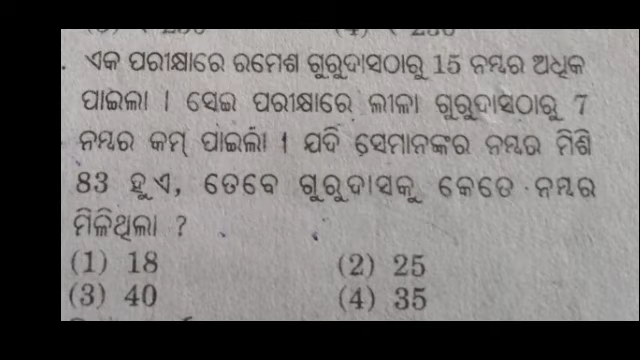 ଏକ ପରୀକ୍ଷାରେ ରମେଶ ଗୁରୁଦାସଠାରୁ 15 ନମ୍ବର ଅଧିକ
ପାଇଲା । ସେଇ ପରୀକ୍ଷାରେ ଲୀଳା ଗୁରୁଦାସଠାରୁ 7
ନମ୍ବର କମ୍ ପାଇଲା । ଯଦି ସେମାନଙ୍କର ନମ୍ବର ମିଶି
83 ହୁଏ, ତେବେ ଗୁରୁଦାସକୁ କେତେ ନମ୍ବର
ମିଳିଥିଲା ?
(1) 18 (2) 25
(3) 40 (4) 35